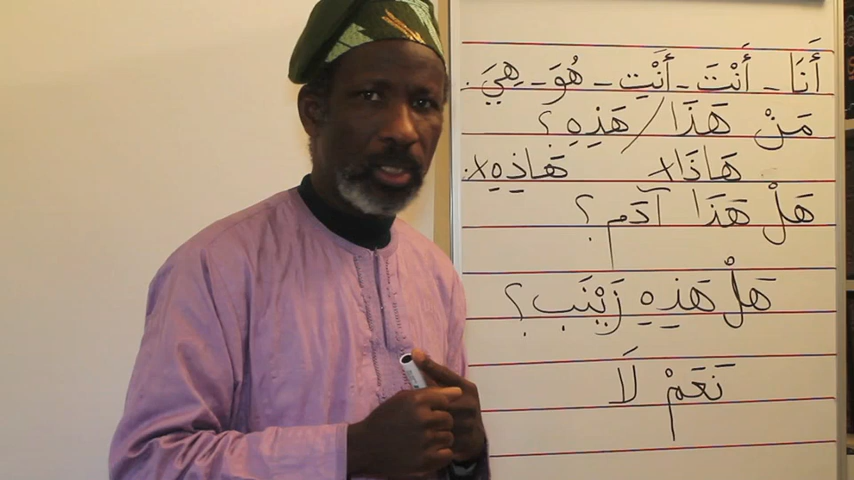 أَنَا - أَنْتَ - أَنْتِ - هُوَ - هِيَ.
مَنْ هَذَا / هَذِهِ ؟
هَاذَا x هَاذِهِ x.
هَلْ هَذَا آدَم ؟
هَلْ هَذِهِ زَيْنَب ؟
نَعَمْ لَا